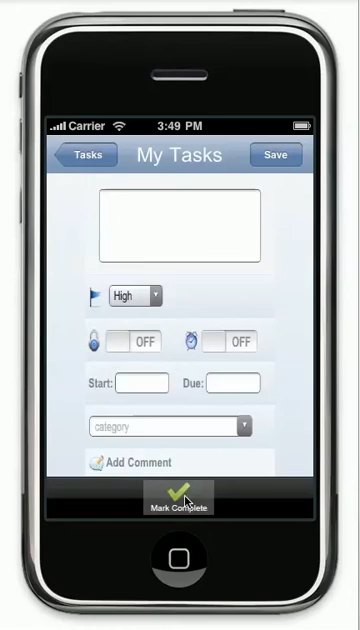 Carrier 3:49 PM
Tasks My Tasks Save
High
OFF OFF
Start: Due:
category
Add Comment
Mark Complete